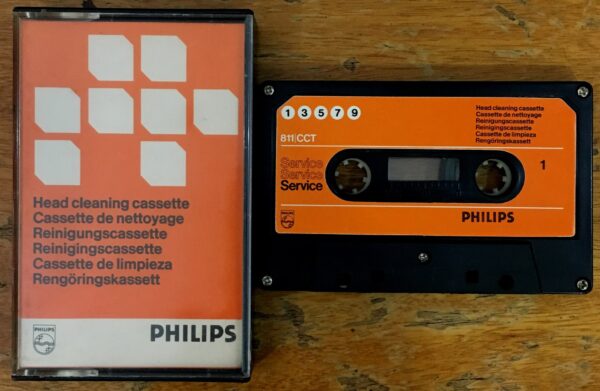 Head cleaning cassette
Cassette de nettoyage
Reinigungscassette
Reinigingscassette
Cassette de limpieza
Rengöringskassett
PHILIPS
PHILIPS
1 3 5 7 9
811|CCT
Head cleaning cassette
Cassette de nettoyage
Reinigungscassette
Reinigingscassette
Cassette de limpieza
Rengöringskassett
Service
Service
Service
1
PHILIPS
PHILIPS